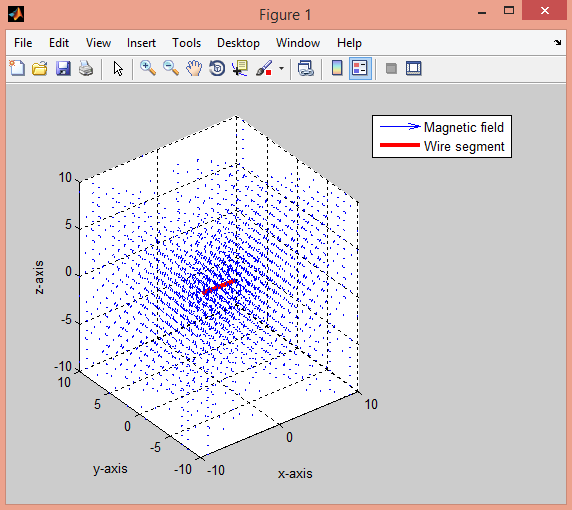 Figure 1
File Edit View Insert Tools Desktop Window Help
Magnetic field
Wire segment
10
5
0
-5
-10
z-axis
10
5
0
-5
-10
y-axis
-10
0
10
x-axis